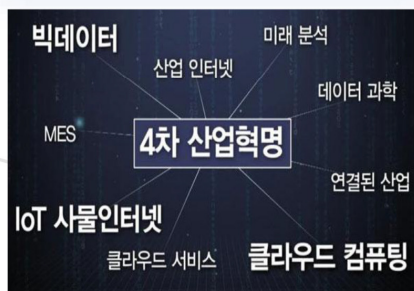 빅데이터
미래 분석
산업 인터넷
데이터 과학
MES
4차 산업혁명
연결된 산업
IoT 사물인터넷
클라우드 서비스
클라우드 컴퓨팅